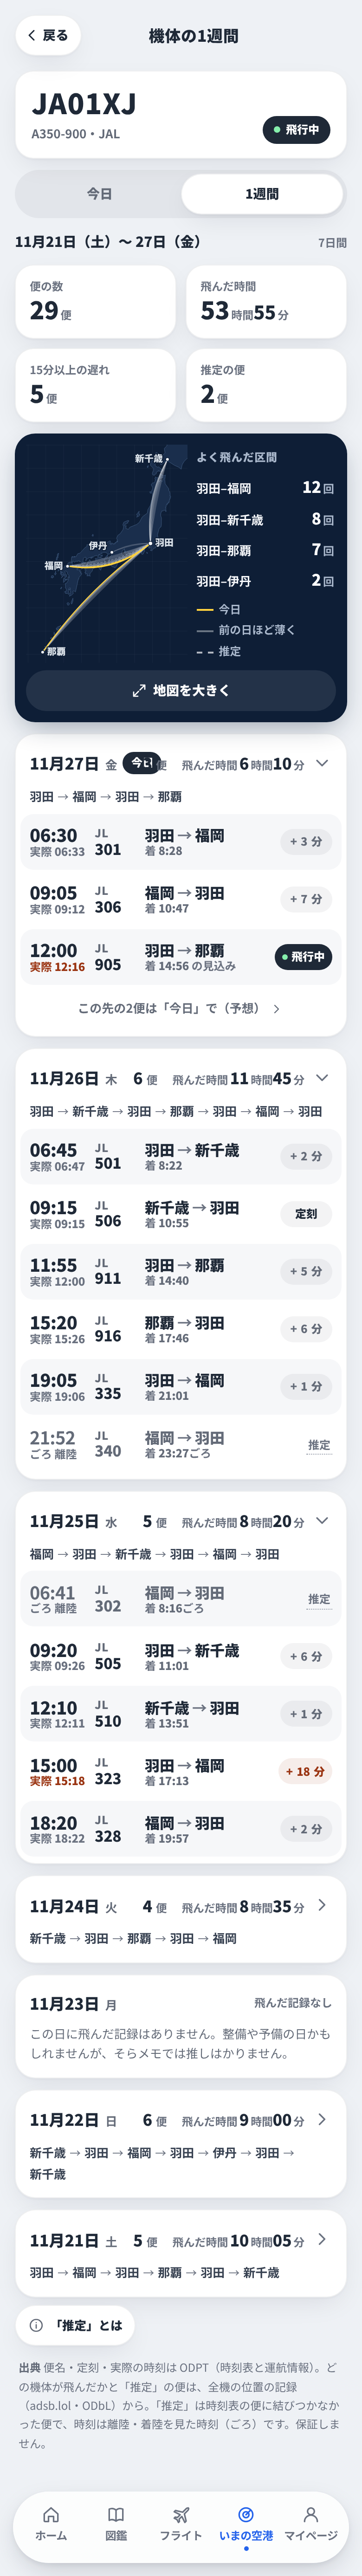 戻る
機体の1週間
JA01XJ
A350-900・JAL
飛行中
今日
1週間
11月21日（土）〜 27日（金）
7日間
便の数
29 便
飛んだ時間
53 時間 55 分
15分以上の遅れ
5 便
推定の便
2 便
新千歳
羽田
伊丹
福岡
那覇
よく飛んだ区間
羽田–福岡 12 回
羽田–新千歳 8 回
羽田–那覇 7 回
羽田–伊丹 2 回
今日
前の日ほど薄く
推定
地図を大きく
11月27日 金 今日 便 飛んだ時間 6 時間 10 分
羽田 → 福岡 → 羽田 → 那覇
06:30 JL 羽田 → 福岡 + 3 分
実際 06:33 301 着 8:28
09:05 JL 福岡 → 羽田 + 7 分
実際 09:12 306 着 10:47
12:00 JL 羽田 → 那覇 飛行中
実際 12:16 905 着 14:56 の見込み
この先の2便は「今日」で（予想）
11月26日 木 6 便 飛んだ時間 11 時間 45 分
羽田 → 新千歳 → 羽田 → 那覇 → 羽田 → 福岡 → 羽田
06:45 JL 羽田 → 新千歳 + 2 分
実際 06:47 501 着 8:22
09:15 JL 新千歳 → 羽田 定刻
実際 09:15 506 着 10:55
11:55 JL 羽田 → 那覇 + 5 分
実際 12:00 911 着 14:40
15:20 JL 那覇 → 羽田 + 6 分
実際 15:26 916 着 17:46
19:05 JL 羽田 → 福岡 + 1 分
実際 19:06 335 着 21:01
21:52 JL 福岡 → 羽田 推定
ごろ 離陸 340 着 23:27ごろ
11月25日 水 5 便 飛んだ時間 8 時間 20 分
福岡 → 羽田 → 新千歳 → 羽田 → 福岡 → 羽田
06:41 JL 福岡 → 羽田 推定
ごろ 離陸 302 着 8:16ごろ
09:20 JL 羽田 → 新千歳 + 6 分
実際 09:26 505 着 11:01
12:10 JL 新千歳 → 羽田 + 1 分
実際 12:11 510 着 13:51
15:00 JL 羽田 → 福岡 + 18 分
実際 15:18 323 着 17:13
18:20 JL 福岡 → 羽田 + 2 分
実際 18:22 328 着 19:57
11月24日 火 4 便 飛んだ時間 8 時間 35 分
新千歳 → 羽田 → 那覇 → 羽田 → 福岡
11月23日 月 飛んだ記録なし
この日に飛んだ記録はありません。整備や予備の日かも
しれませんが、そらメモでは推しはかりません。
11月22日 日 6 便 飛んだ時間 9 時間 00 分
新千歳 → 羽田 → 福岡 → 羽田 → 伊丹 → 羽田 →
新千歳
11月21日 土 5 便 飛んだ時間 10 時間 05 分
羽田 → 福岡 → 羽田 → 那覇 → 羽田 → 新千歳
「推定」とは
出典 便名・定刻・実際の時刻は ODPT（時刻表と運航情報）。ど
の機体が飛んだかと「推定」の便は、全機の位置の記録
（adsb.lol・ODbL）から。「推定」は時刻表の便に結びつかなか
った便で、時刻は離陸・着陸を見た時刻（ごろ）です。保証しま
せん。
ホーム
図鑑
フライト
いまの空港
マイページ